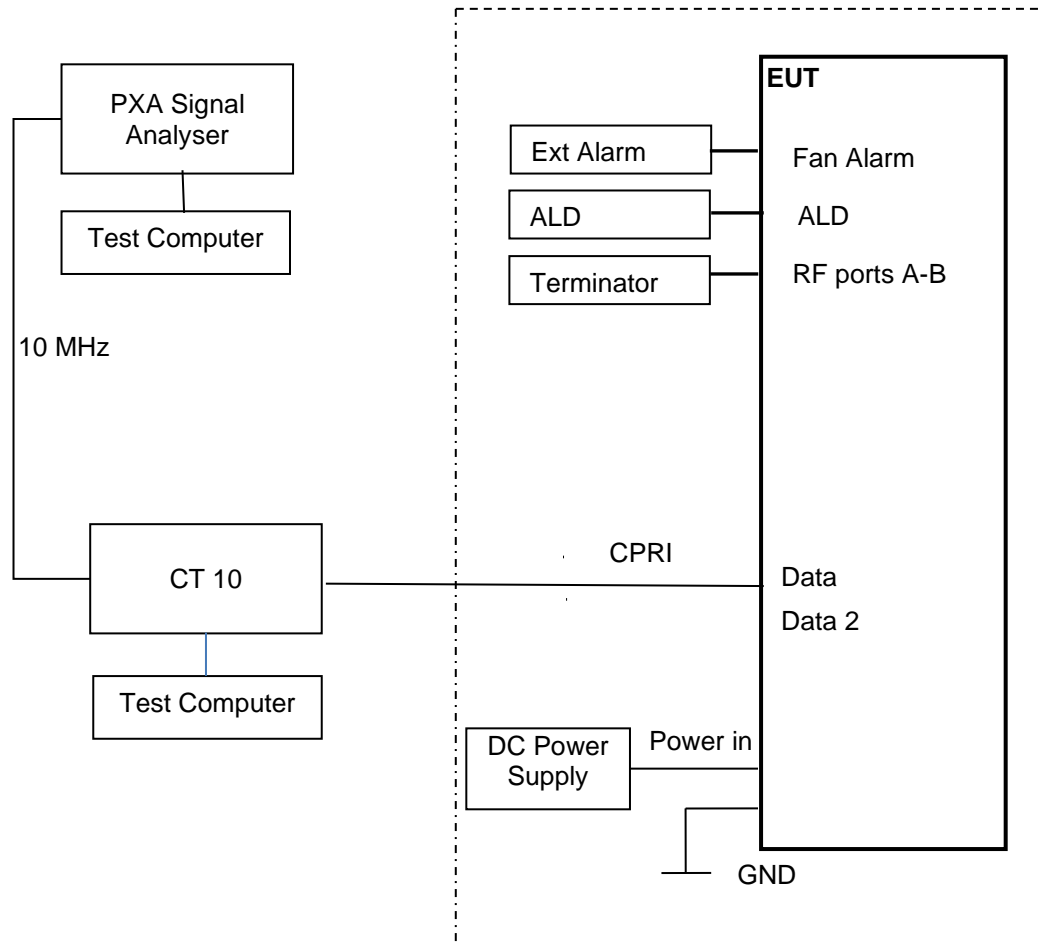 PXA Signal
Analyser
Test Computer
10 MHz
CT 10
Test Computer
EUT
Ext Alarm
Fan Alarm
ALD
ALD
Terminator
RF ports A-B
CPRI
Data
Data 2
DC Power
Supply
Power in
GND